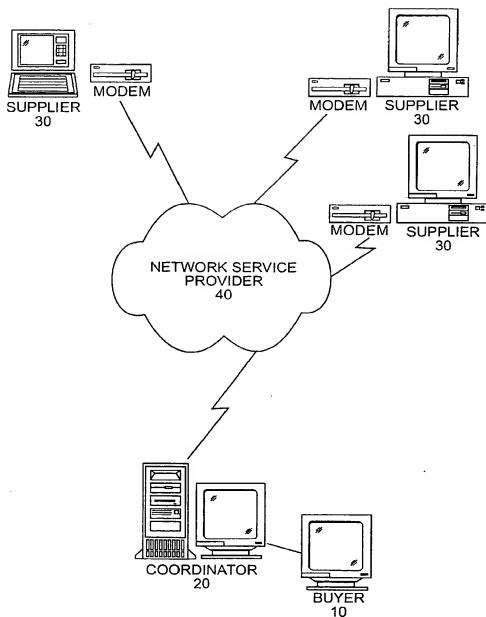 SUPPLIER
30
MODEM
MODEM
SUPPLIER
30
MODEM
SUPPLIER
30
NETWORK SERVICE
PROVIDER
40
COORDINATOR
20
BUYER
10